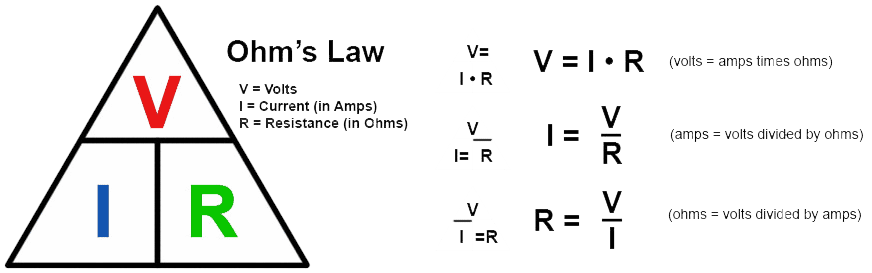 V
I R
Ohm's Law
V = Volts
I = Current (in Amps)
R = Resistance (in Ohms)
V=
I • R
V = I • R
(volts = amps times ohms)
V
I= R
I = V
R
(amps = volts divided by ohms)
V
I =R
R = V
I
(ohms = volts divided by amps)